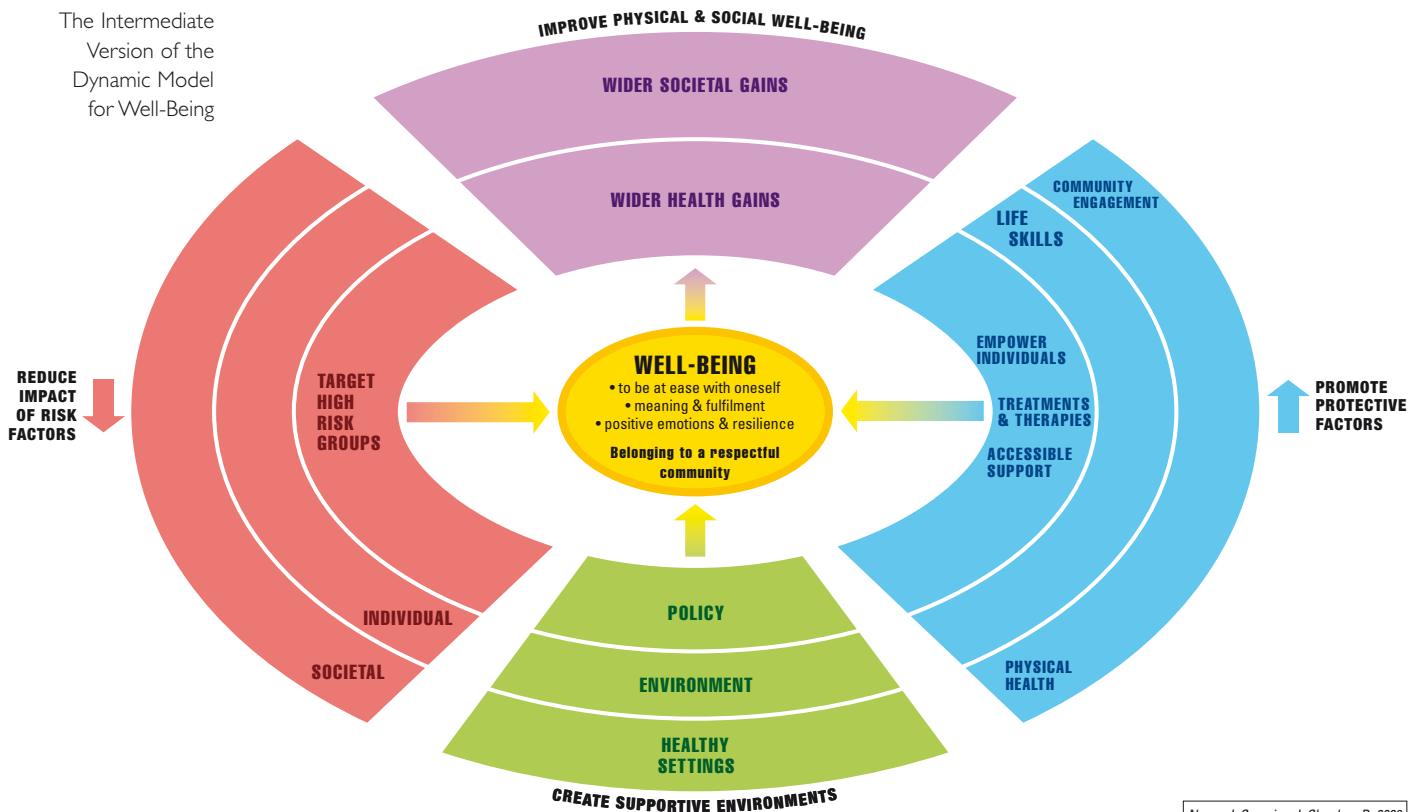 The Intermediate
Version of the
Dynamic Model
for Well-Being
IMPROVE PHYSICAL & SOCIAL WELL-BEING
WIDER SOCIETAL GAINS
WIDER HEALTH GAINS
REDUCE
IMPACT
OF RISK
FACTORS
TARGET
HIGH
RISK
GROUPS
INDIVIDUAL
SOCIETAL
WELL-BEING
• to be at ease with oneself
• meaning & fulfilment
• positive emotions & resilience
Belonging to a respectful
community
COMMUNITY
ENGAGEMENT
LIFE
SKILLS
EMPOWER
INDIVIDUALS
TREATMENTS
& THERAPIES
ACCESSIBLE
SUPPORT
PHYSICAL
HEALTH
PROMOTE
PROTECTIVE
FACTORS
POLICY
ENVIRONMENT
HEALTHY
SETTINGS
CREATE SUPPORTIVE ENVIRONMENTS